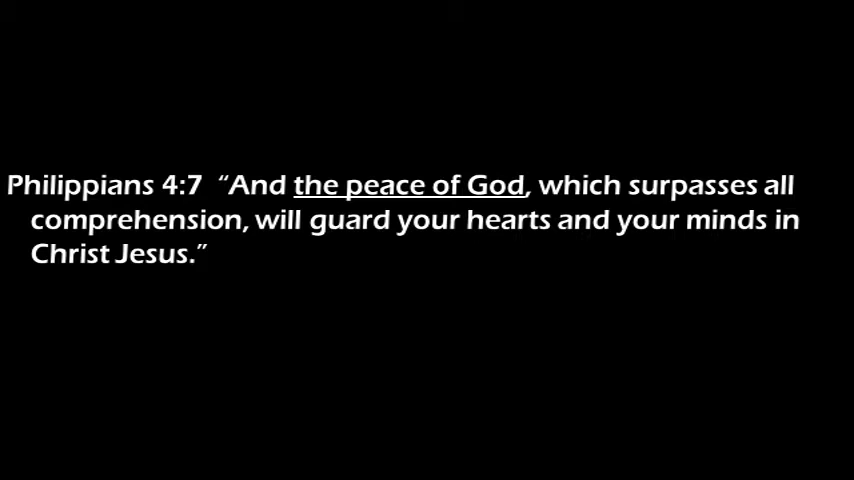 Philippians 4:7  “And the peace of God, which surpasses all
comprehension, will guard your hearts and your minds in
Christ Jesus.”